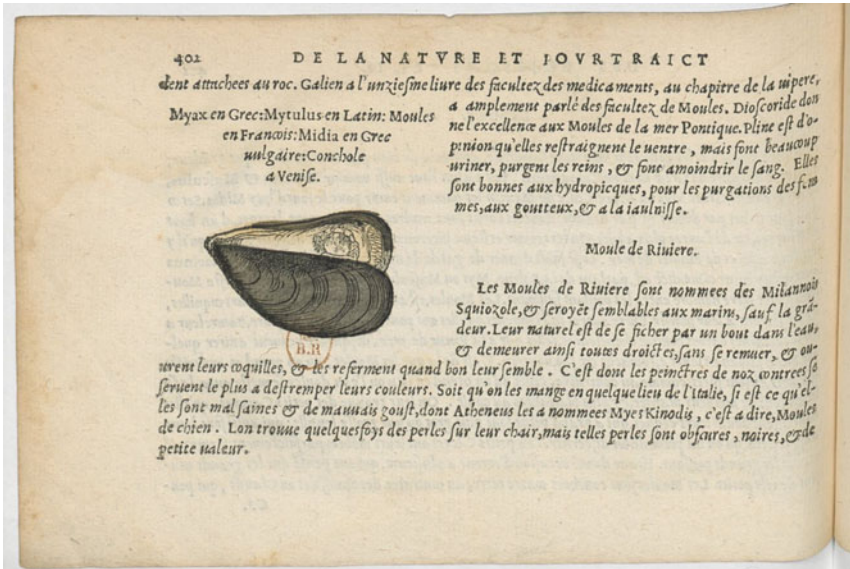 402
DE LA NATVRE ET POVRTRAICT
dent attachees au roc. Galien a l'unziesme liure des facultez des medicaments, au chapitre de la uipere,
Myax en Grec: Mytulus en Latin: Moules
en Francois: Midia en Grec
uulgaire: Conchole
a Venise.
a amplement parlé des facultez de Moules. Dioscoride don
ne l'excellence aux Moules de la mer Pontique. Pline est d'o-
pinion qu'elles restraignent le uentre, mais font beaucoup
uriner, purgent les reins, & font amoindrir le sang. Elles
sont bonnes aux hydropicques, pour les purgations des fem
mes, aux goutteux, & a la iaulnisse.
B.R
Moule de Riuiere.
Les Moules de Riuiere sont nommees des Milannois
Squiozole, & seroyēt semblables aux marins, sauf la grā-
deur. Leur naturel est de se ficher par un bout dans l'eau,
& demeurer ainsi toutes droictes, sans se remuer, & ou-
urent leurs coquilles, & les referment quand bon leur semble. C'est dont les peinctres de noz contrees se
seruent le plus a destremper leurs couleurs. Soit qu'on les mange en quelque lieu de l'Italie, si est ce qu'el-
les sont mal saines & de mauuais goust, dont Atheneus les a nommees Myes Kinodis, c'est a dire, Moules
de chien. Lon trouue quelquesfoys des perles sur leur chair, mais telles perles sont obscures, noires, & de
petite ualeur.